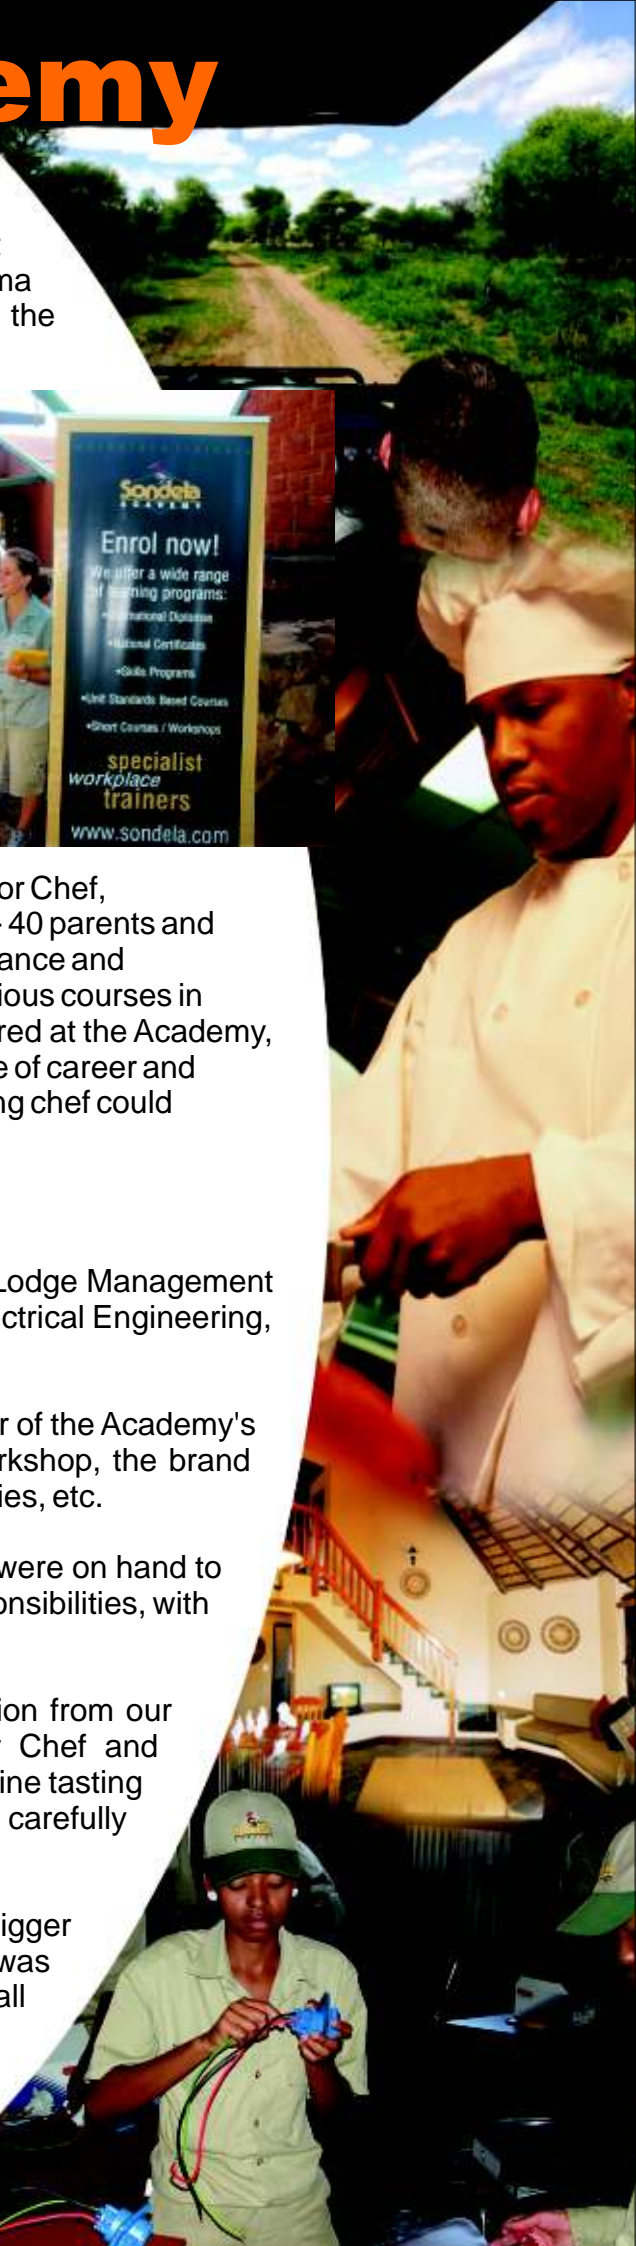 emy
ma
the
Sondela
ACADEMY
Enrol now!
We offer a wide range
of learning programs:
•International Diplomas
•National Certificates
•Skills Programs
•Unit Standards Based Courses
•Short Courses / Workshops
specialist
workplace
trainers
www.sondela.com
or Chef,
40 parents and
ance and
ious courses in
red at the Academy,
e of career and
ng chef could
Lodge Management
ctrical Engineering,
r of the Academy's
rkshop, the brand
ies, etc.
were on hand to
onsibilities, with
ion from our
Chef and
ine tasting
carefully
igger
was
all